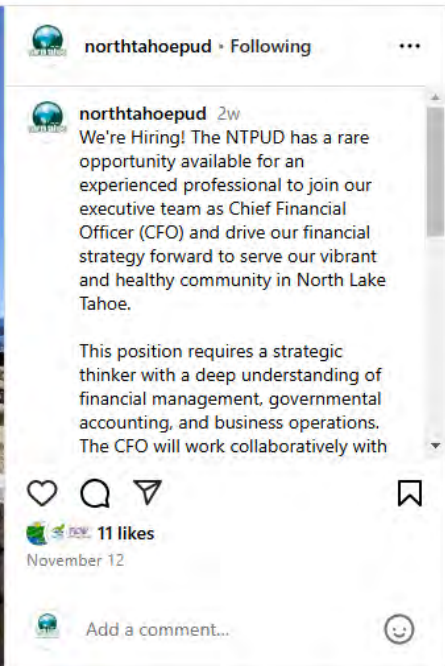 northtahoepud • Following
northtahoepud 2w
We're Hiring! The NTPUD has a rare
opportunity available for an
experienced professional to join our
executive team as Chief Financial
Officer (CFO) and drive our financial
strategy forward to serve our vibrant
and healthy community in North Lake
Tahoe.
This position requires a strategic
thinker with a deep understanding of
financial management, governmental
accounting, and business operations.
The CFO will work collaboratively with
11 likes
November 12
Add a comment...